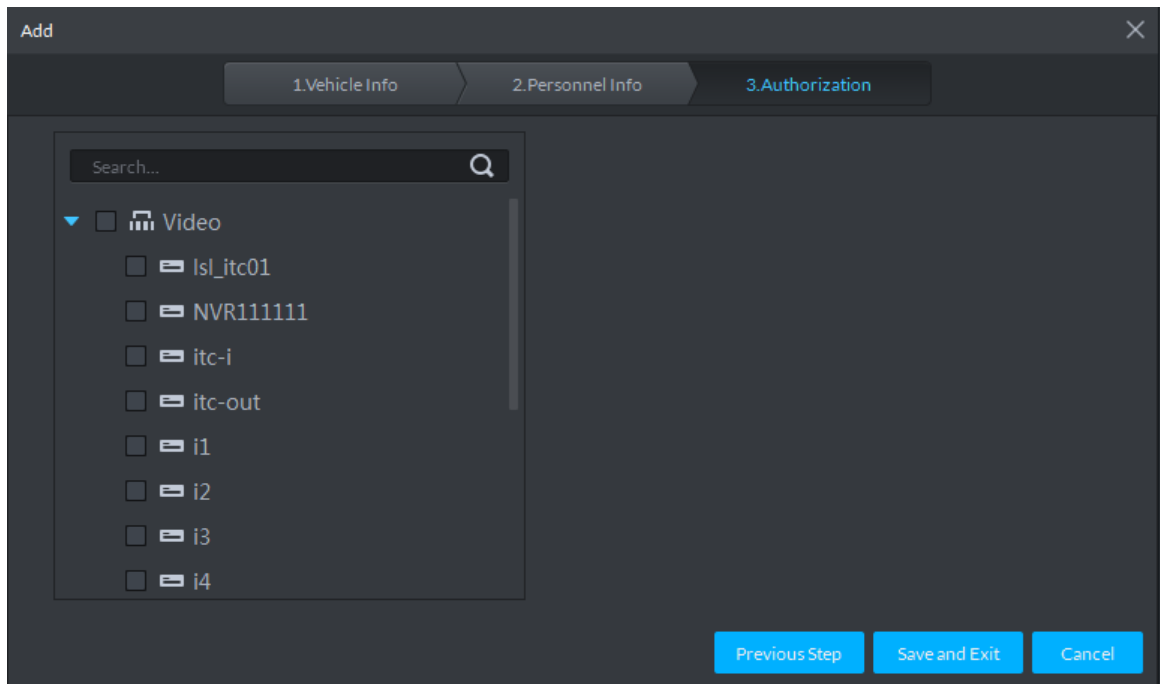 Add
1.Vehicle Info 2.Personnel Info 3.Authorization
Search...
Video
lsl_itc01
NVR111111
itc-i
itc-out
i1
i2
i3
i4
Previous Step Save and Exit Cancel